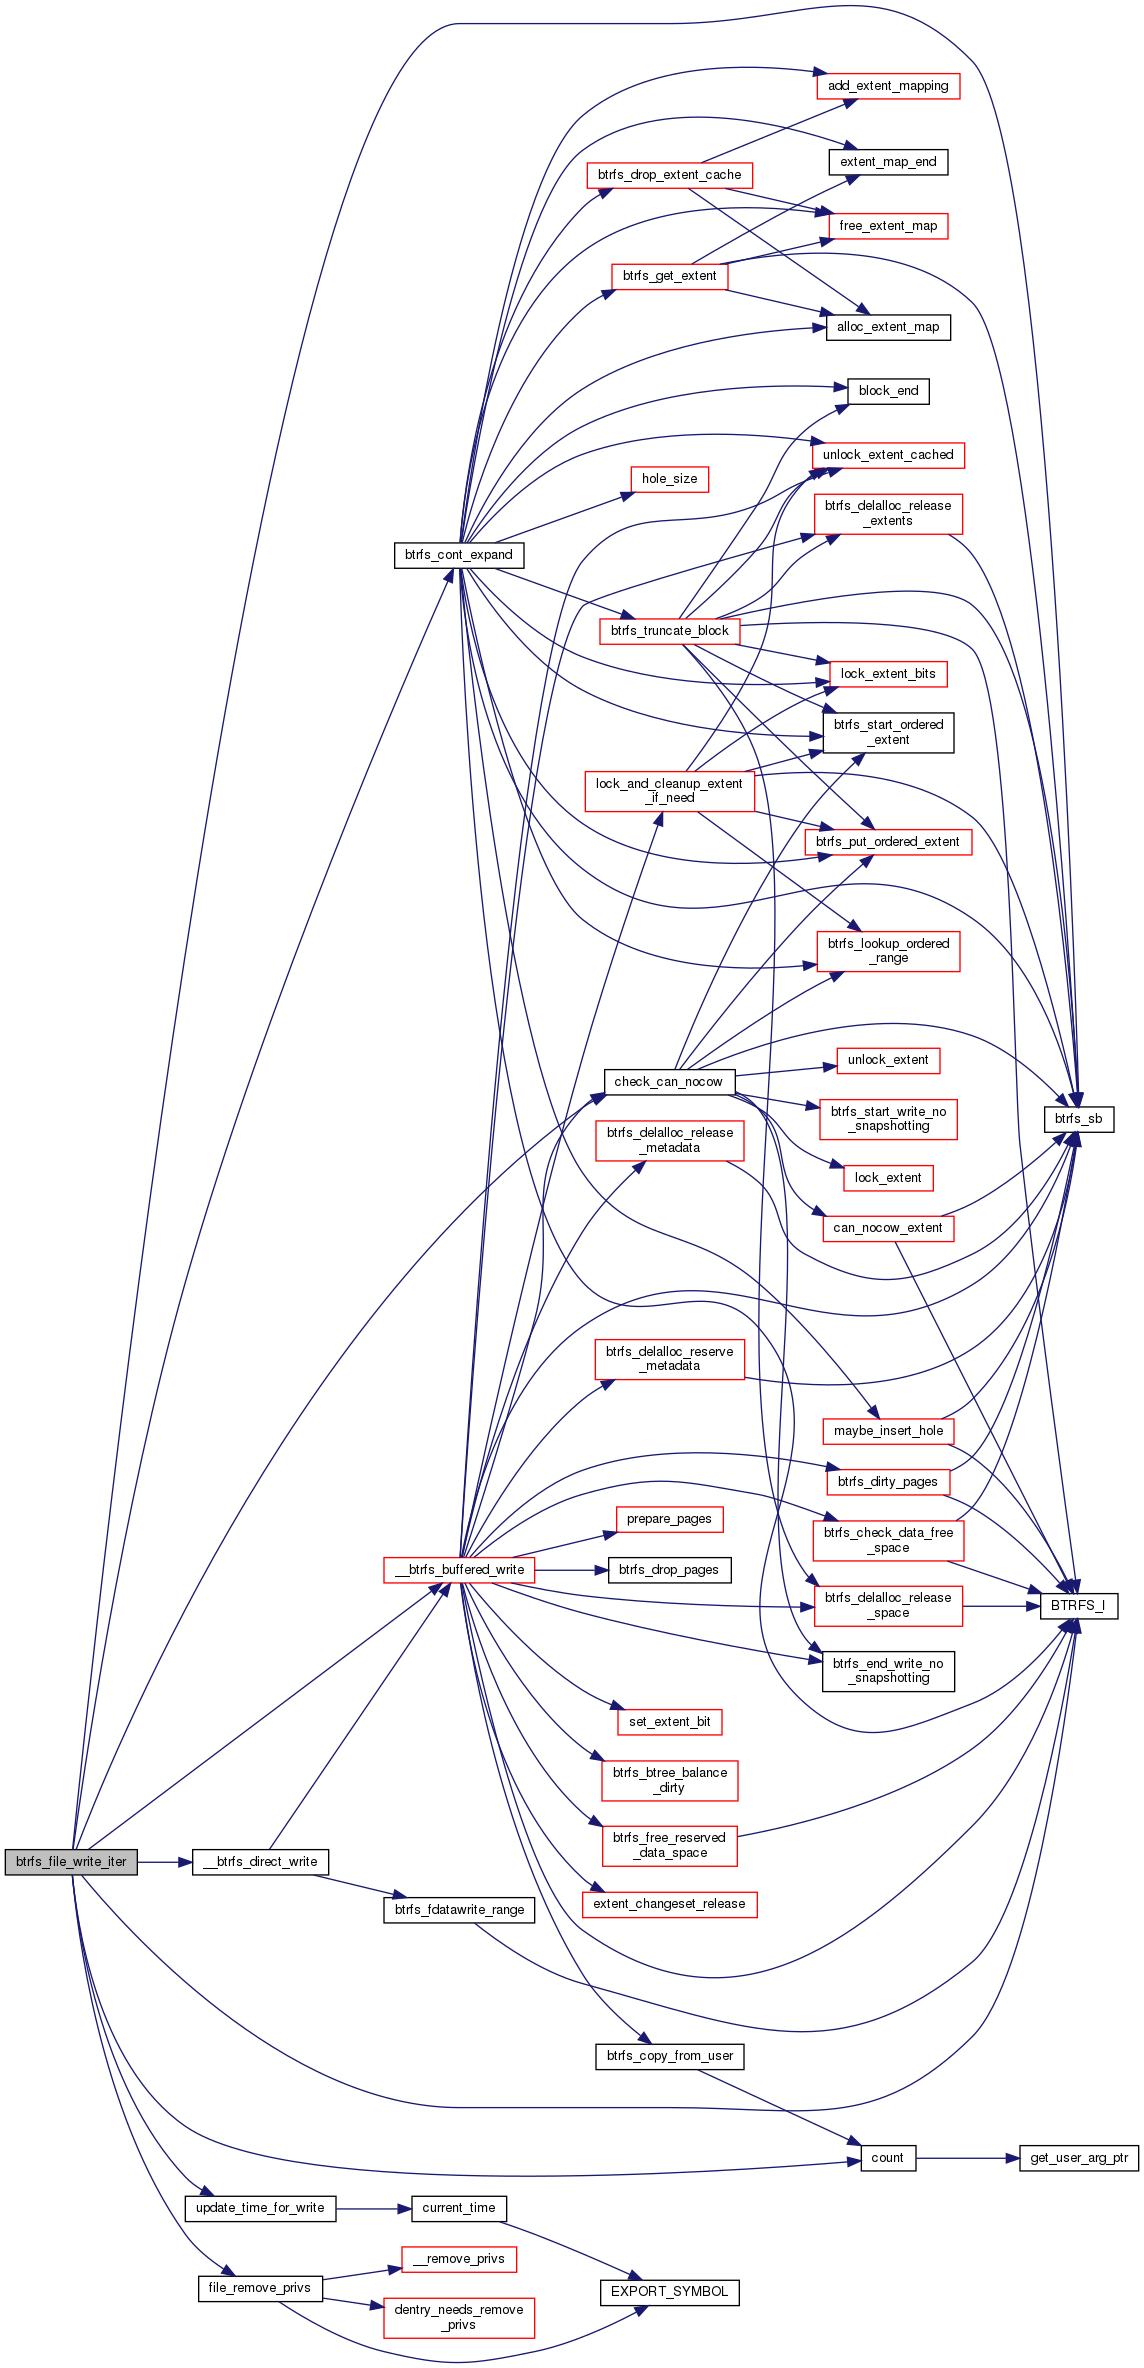 add_extent_mapping
extent_map_end
btrfs_drop_extent_cache
free_extent_map
btrfs_get_extent
alloc_extent_map
block_end
unlock_extent_cached
hole_size
btrfs_delalloc_release
_extents
btrfs_cont_expand
btrfs_truncate_block
lock_extent_bits
btrfs_start_ordered
_extent
lock_and_cleanup_extent
_if_need
btrfs_put_ordered_extent
btrfs_lookup_ordered
_range
unlock_extent
check_can_nocow
btrfs_start_write_no
_snapshotting
btrfs_sb
btrfs_delalloc_release
_metadata
lock_extent
can_nocow_extent
btrfs_delalloc_reserve
_metadata
maybe_insert_hole
btrfs_dirty_pages
prepare_pages
btrfs_check_data_free
_space
__btrfs_buffered_write
btrfs_drop_pages
btrfs_delalloc_release
_space
BTRFS_I
btrfs_end_write_no
_snapshotting
set_extent_bit
btrfs_btree_balance
_dirty
btrfs_free_reserved
_data_space
btrfs_file_write_iter
__btrfs_direct_write
extent_changeset_release
btrfs_fdatawrite_range
btrfs_copy_from_user
count
get_user_arg_ptr
update_time_for_write
current_time
__remove_privs
file_remove_privs
EXPORT_SYMBOL
dentry_needs_remove
_privs